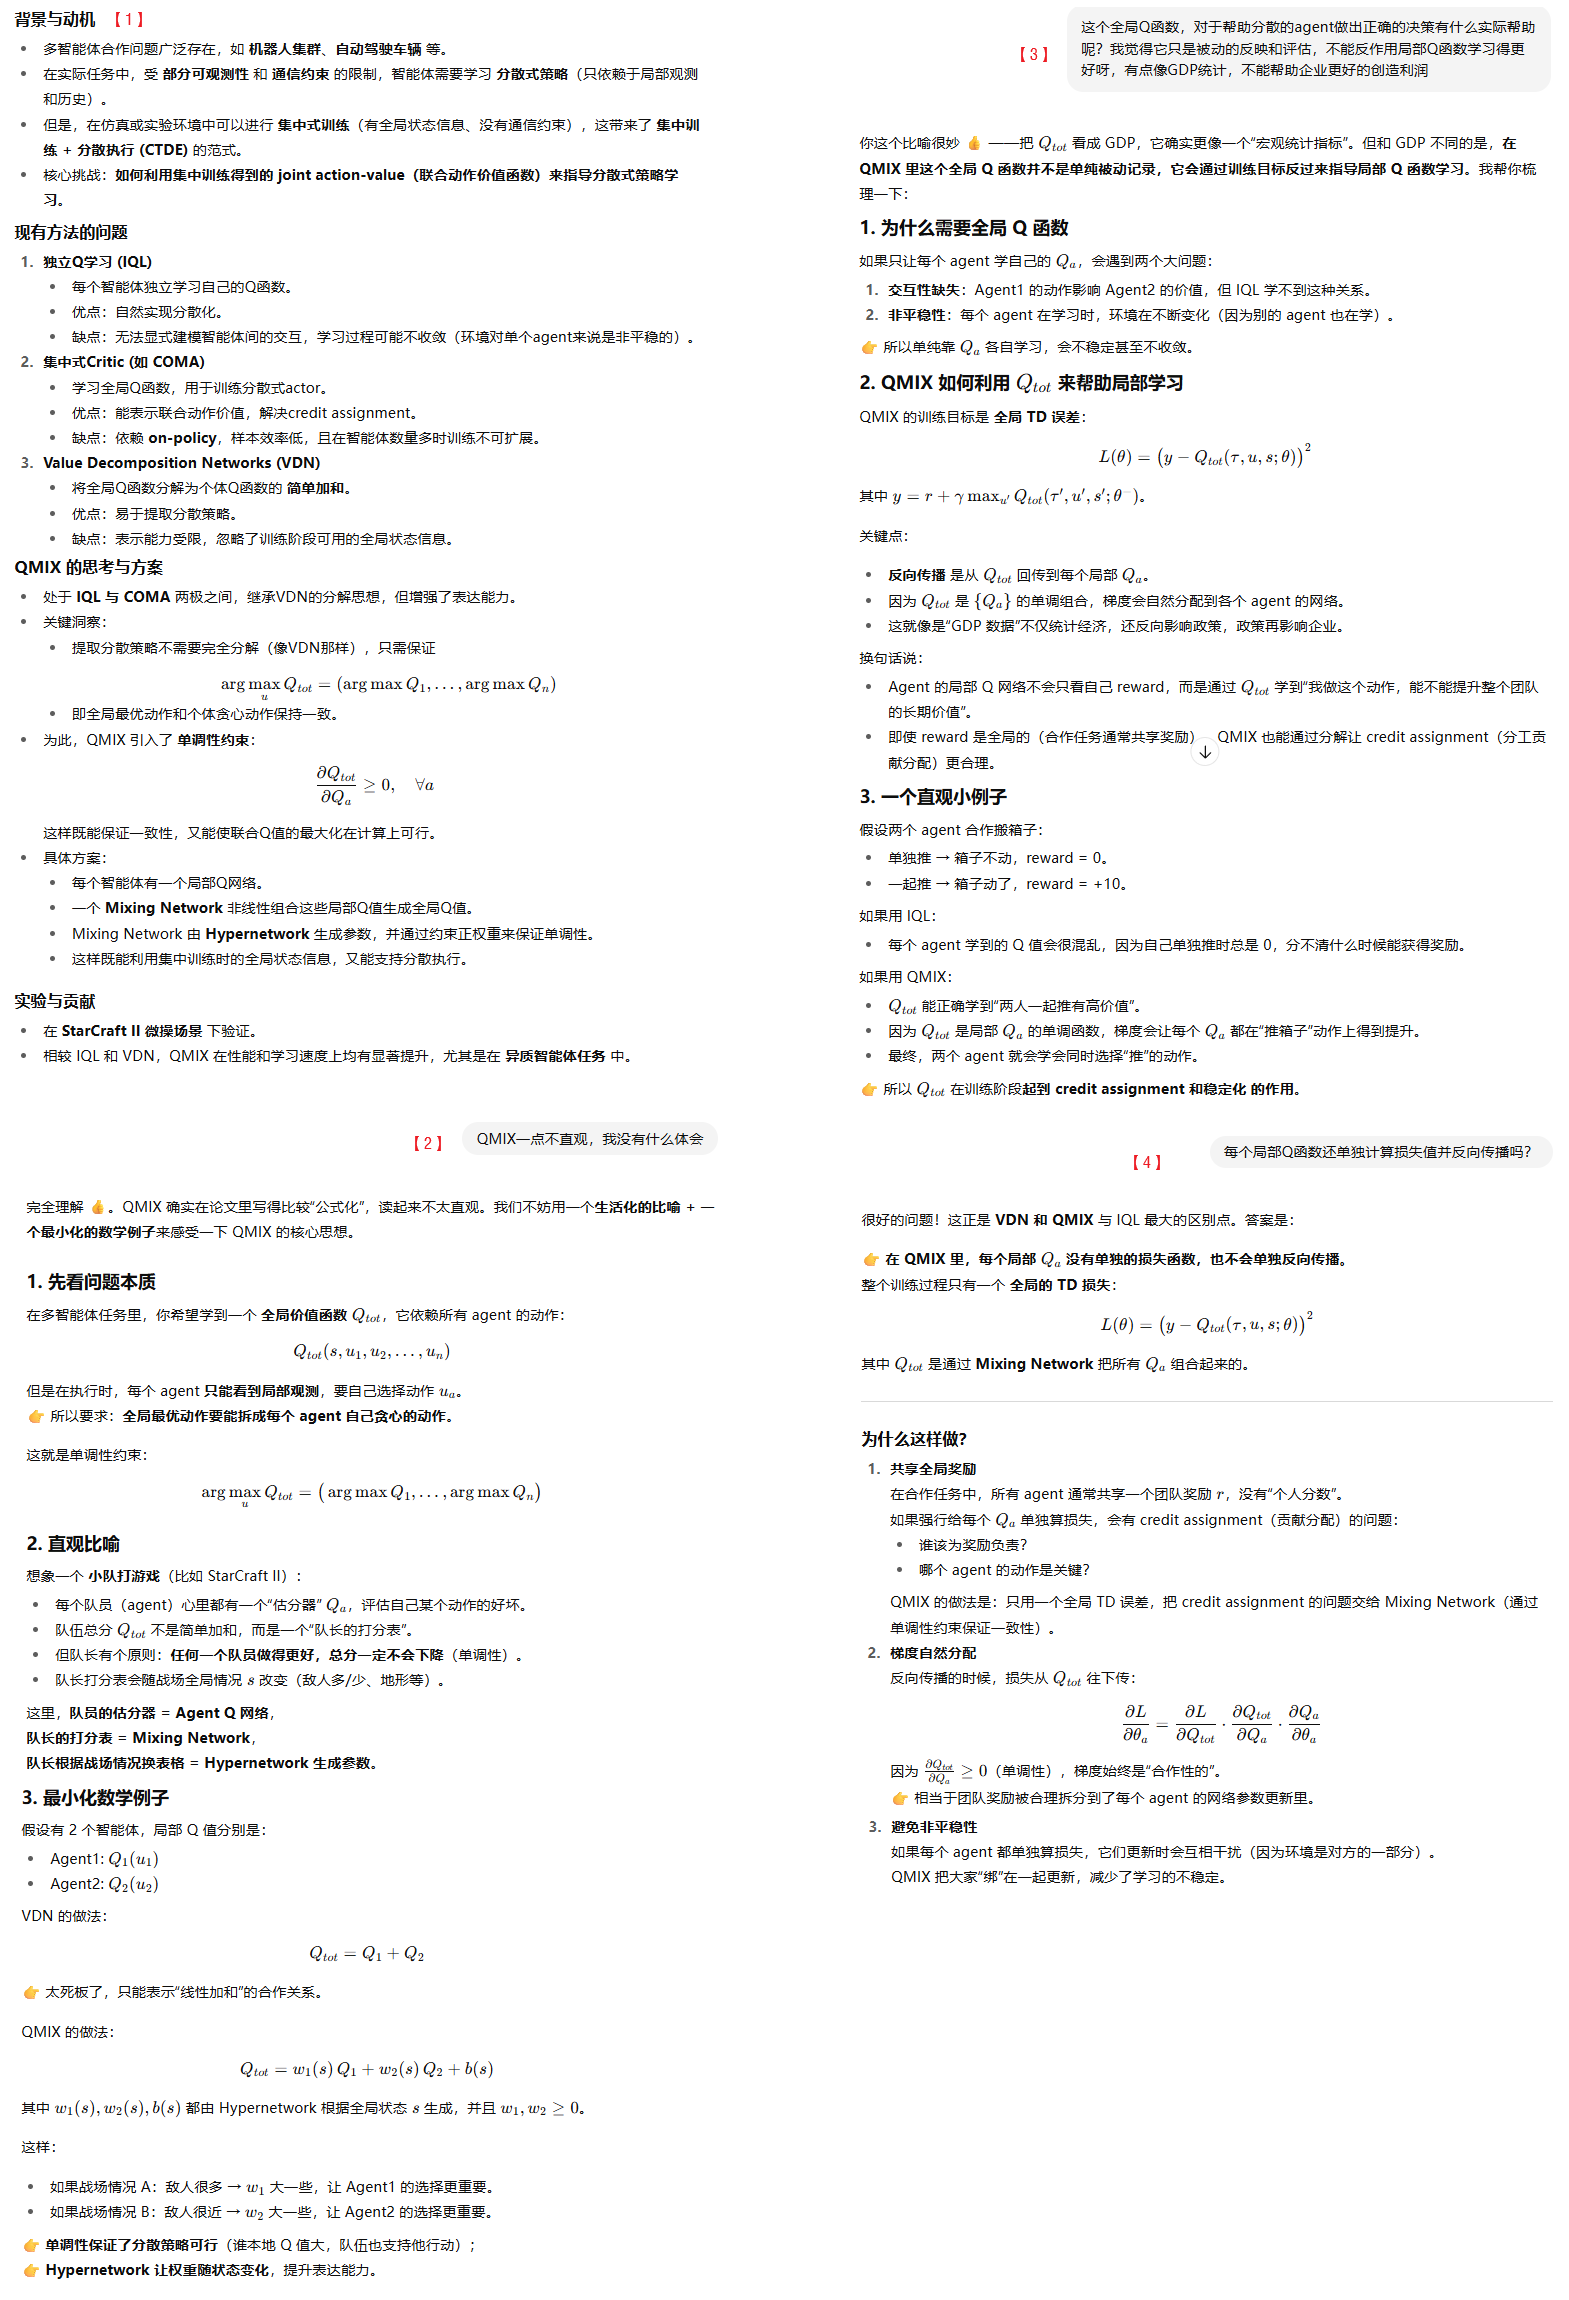 背景与动机 【1】
多智能体合作问题广泛存在，如 机器人集群、自动驾驶车辆 等。
在实际任务中，受 部分可观测性 和 通信约束 的限制，智能体需要学习 分散式策略（只依赖于局部观测
和历史）。
但是，在仿真或实验环境中可以进行 集中式训练（有全局状态信息、没有通信约束），这带来了 集中训
练 + 分散执行 (CTDE) 的范式。
核心挑战：如何利用集中训练得到的 joint action-value（联合动作价值函数）来指导分散式策略学
习。
现有方法的问题
1. 独立Q学习 (IQL)
每个智能体独立学习自己的Q函数。
优点：自然实现分散化。
缺点：无法显式建模智能体间的交互，学习过程可能不收敛（环境对单个agent来说是非平稳的）。
2. 集中式Critic (如 COMA)
学习全局Q函数，用于训练分散式actor。
优点：能表示联合动作价值，解决credit assignment。
缺点：依赖 on-policy，样本效率低，且在智能体数量多时训练不可扩展。
3. Value Decomposition Networks (VDN)
将全局Q函数分解为个体Q函数的 简单加和。
优点：易于提取分散策略。
缺点：表示能力受限，忽略了训练阶段可用的全局状态信息。
QMIX 的思考与方案
处于 IQL 与 COMA 两极之间，继承VDN的分解思想，但增强了表达能力。
关键洞察：
提取分散策略不需要完全分解（像VDN那样），只需保证
arg max_u Q_tot = (arg max Q_1, . . . , arg max Q_n)
即全局最优动作和个体贪心动作保持一致。
为此，QMIX 引入了 单调性约束：
∂Q_tot/∂Q_a ≥ 0, ∀a
这样既能保证一致性，又能使联合Q值的最大化在计算上可行。
具体方案：
每个智能体有一个局部Q网络。
一个 Mixing Network 非线性组合这些局部Q值生成全局Q值。
Mixing Network 由 Hypernetwork 生成参数，并通过约束正权重来保证单调性。
这样既能利用集中训练时的全局状态信息，又能支持分散执行。
实验与贡献
在 StarCraft II 微操场景 下验证。
相较 IQL 和 VDN，QMIX 在性能和学习速度上均有显著提升，尤其是在 异质智能体任务 中。
【2】 QMIX一点不直观，我没有什么体会
完全理解 👍。QMIX 确实在论文里写得比较“公式化”，读起来不太直观。我们不妨用一个生活化的比喻 + 一
个最小化的数学例子来感受一下 QMIX 的核心思想。
1. 先看问题本质
在多智能体任务里，你希望学到一个 全局价值函数 Q_tot，它依赖所有 agent 的动作：
Q_tot(s, u_1, u_2, . . . , u_n)
但是在执行时，每个 agent 只能看到局部观测，要自己选择动作 u_a。
👉 所以要求：全局最优动作要能拆成每个 agent 自己贪心的动作。
这就是单调性约束：
arg max_u Q_tot = ( arg max Q_1, . . . , arg max Q_n)
2. 直观比喻
想象一个 小队打游戏（比如 StarCraft II）：
每个队员（agent）心里都有一个“估分器” Q_a，评估自己某个动作的好坏。
队伍总分 Q_tot 不是简单加和，而是一个“队长的打分表”。
但队长有个原则：任何一个队员做得更好，总分一定不会下降（单调性）。
队长打分表会随战场全局情况 s 改变（敌人多/少、地形等）。
这里，队员的估分器 = Agent Q 网络，
队长的打分表 = Mixing Network，
队长根据战场情况换表格 = Hypernetwork 生成参数。
3. 最小化数学例子
假设有 2 个智能体，局部 Q 值分别是：
Agent1: Q_1(u_1)
Agent2: Q_2(u_2)
VDN 的做法：
Q_tot = Q_1 + Q_2
👉 太死板了，只能表示“线性加和”的合作关系。
QMIX 的做法：
Q_tot = w_1(s) Q_1 + w_2(s) Q_2 + b(s)
其中 w_1(s), w_2(s), b(s) 都由 Hypernetwork 根据全局状态 s 生成，并且 w_1, w_2 ≥ 0。
这样：
如果战场情况 A：敌人很多 → w_1 大一些，让 Agent1 的选择更重要。
如果战场情况 B：敌人很近 → w_2 大一些，让 Agent2 的选择更重要。
👉 单调性保证了分散策略可行（谁本地 Q 值大，队伍也支持他行动）；
👉 Hypernetwork 让权重随状态变化，提升表达能力。
【3】
这个全局Q函数，对于帮助分散的agent做出正确的决策有什么实际帮助
呢？我觉得它只是被动的反映和评估，不能反作用局部Q函数学习得更
好呀，有点像GDP统计，不能帮助企业更好的创造利润
你这个比喻很妙 👍 ——把 Q_tot 看成 GDP，它确实更像一个“宏观统计指标”。但和 GDP 不同的是，在
QMIX 里这个全局 Q 函数并不是单纯被动记录，它会通过训练目标反过来指导局部 Q 函数学习。我帮你梳
理一下：
1. 为什么需要全局 Q 函数
如果只让每个 agent 学自己的 Q_a，会遇到两个大问题：
1. 交互性缺失：Agent1 的动作影响 Agent2 的价值，但 IQL 学不到这种关系。
2. 非平稳性：每个 agent 在学习时，环境在不断变化（因为别的 agent 也在学）。
👉 所以单纯靠 Q_a 各自学习，会不稳定甚至不收敛。
2. QMIX 如何利用 Q_tot 来帮助局部学习
QMIX 的训练目标是 全局 TD 误差：
L(θ) = (y − Q_tot(τ, u, s; θ))^2
其中 y = r + γ max_u′ Q_tot(τ′, u′, s′; θ^−)。
关键点：
反向传播 是从 Q_tot 回传到每个局部 Q_a。
因为 Q_tot 是 {Q_a} 的单调组合，梯度会自然分配到各个 agent 的网络。
这就像是“GDP 数据”不仅统计经济，还反向影响政策，政策再影响企业。
换句话说：
Agent 的局部 Q 网络不会只看自己 reward，而是通过 Q_tot 学到“我做这个动作，能不能提升整个团队
的长期价值”。
即使 reward 是全局的（合作任务通常共享奖励） QMIX 也能通过分解让 credit assignment（分工贡
献分配）更合理。
3. 一个直观小例子
假设两个 agent 合作搬箱子：
单独推 → 箱子不动，reward = 0。
一起推 → 箱子动了，reward = +10。
如果用 IQL：
每个 agent 学到的 Q 值会很混乱，因为自己单独推时总是 0，分不清什么时候能获得奖励。
如果用 QMIX：
Q_tot 能正确学到“两人一起推有高价值”。
因为 Q_tot 是局部 Q_a 的单调函数，梯度会让每个 Q_a 都在“推箱子”动作上得到提升。
最终，两个 agent 就会学会同时选择“推”的动作。
👉 所以 Q_tot 在训练阶段起到 credit assignment 和稳定化 的作用。
【4】 每个局部Q函数还单独计算损失值并反向传播吗？
很好的问题！这正是 VDN 和 QMIX 与 IQL 最大的区别点。答案是：
👉 在 QMIX 里，每个局部 Q_a 没有单独的损失函数，也不会单独反向传播。
整个训练过程只有一个 全局的 TD 损失：
L(θ) = (y − Q_tot(τ, u, s; θ))^2
其中 Q_tot 是通过 Mixing Network 把所有 Q_a 组合起来的。
为什么这样做？
1. 共享全局奖励
在合作任务中，所有 agent 通常共享一个团队奖励 r，没有“个人分数”。
如果强行给每个 Q_a 单独算损失，会有 credit assignment（贡献分配）的问题：
谁该为奖励负责？
哪个 agent 的动作是关键？
QMIX 的做法是：只用一个全局 TD 误差，把 credit assignment 的问题交给 Mixing Network（通过
单调性约束保证一致性）。
2. 梯度自然分配
反向传播的时候，损失从 Q_tot 往下传：
∂L/∂θ_a = ∂L/∂Q_tot · ∂Q_tot/∂Q_a · ∂Q_a/∂θ_a
因为 ∂Q_tot/∂Q_a ≥ 0（单调性），梯度始终是“合作性的”。
👉 相当于团队奖励被合理拆分到了每个 agent 的网络参数更新里。
3. 避免非平稳性
如果每个 agent 都单独算损失，它们更新时会互相干扰（因为环境是对方的一部分）。
QMIX 把大家“绑”在一起更新，减少了学习的不稳定。